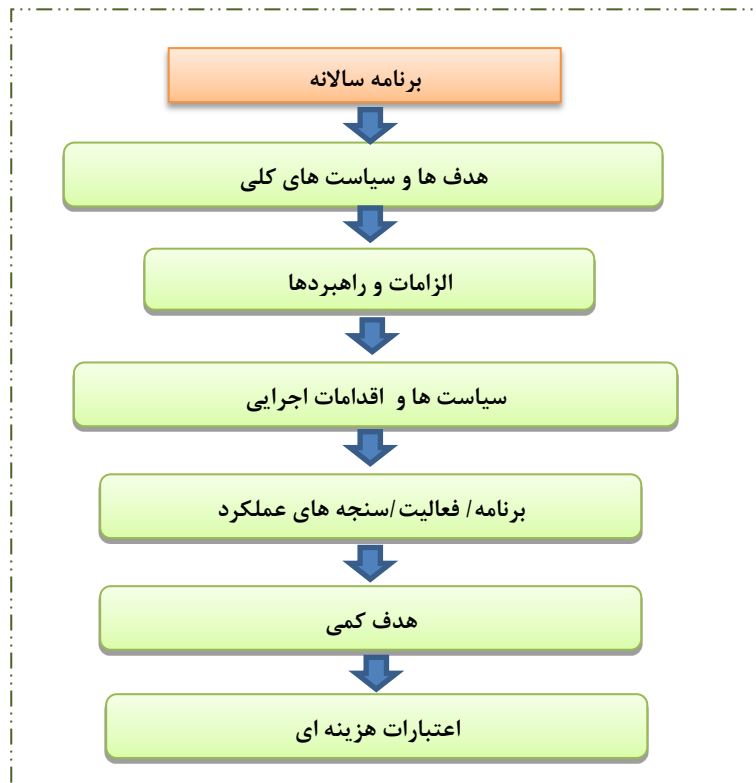 برنامه سالانه
هدف ها و سیاست های کلی
الزامات و راهبردها
سیاست ها و اقدامات اجرایی
برنامه/ فعالیت/سنجه های عملکرد
هدف کمی
اعتبارات هزینه ای